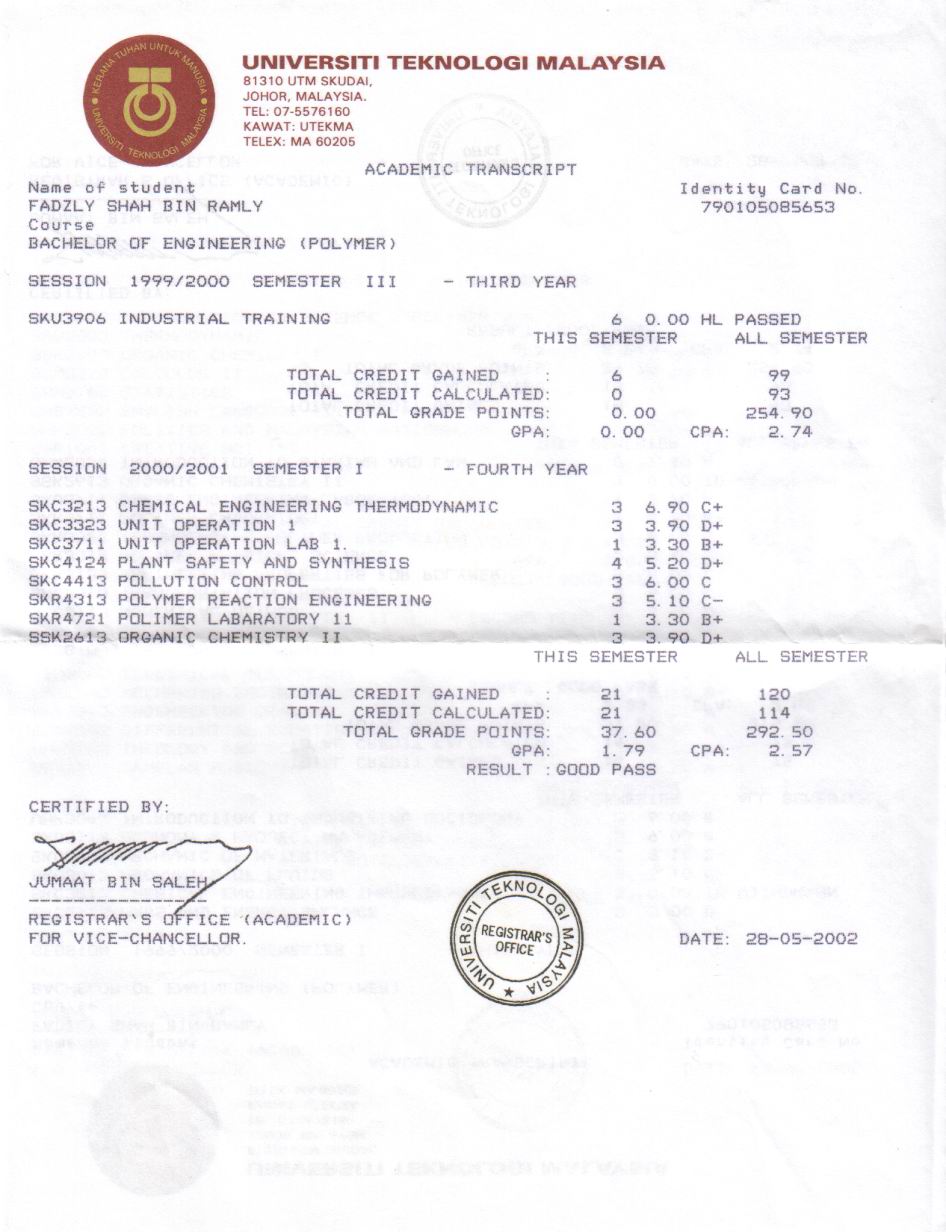 KERANA TUHAN UNTUK MANUSIA
UNIVERSITI TEKNOLOGI MALAYSIA
UNIVERSITI TEKNOLOGI MALAYSIA
81310 UTM SKUDAI,
JOHOR, MALAYSIA.
TEL: 07-5576160
KAWAT: UTEKMA
TELEX: MA 60205
ACADEMIC TRANSCRIPT
Name of student Identity Card No.
FADZLY SHAH BIN RAMLY 790105085653
Course
BACHELOR OF ENGINEERING (POLYMER)
SESSION 1999/2000 SEMESTER III - THIRD YEAR
SKU3906 INDUSTRIAL TRAINING 6 0.00 HL PASSED
THIS SEMESTER ALL SEMESTER
TOTAL CREDIT GAINED : 6 99
TOTAL CREDIT CALCULATED: 0 93
TOTAL GRADE POINTS: 0.00 254.90
GPA: 0.00 CPA: 2.74
SESSION 2000/2001 SEMESTER I - FOURTH YEAR
SKC3213 CHEMICAL ENGINEERING THERMODYNAMIC 3 6.90 C+
SKC3323 UNIT OPERATION 1 3 3.90 D+
SKC3711 UNIT OPERATION LAB 1. 1 3.30 B+
SKC4124 PLANT SAFETY AND SYNTHESIS 4 5.20 D+
SKC4413 POLLUTION CONTROL 3 6.00 C
SKR4313 POLYMER REACTION ENGINEERING 3 5.10 C-
SKR4721 POLIMER LABARATORY 11 1 3.30 B+
SSK2613 ORGANIC CHEMISTRY II 3 3.90 D+
THIS SEMESTER ALL SEMESTER
TOTAL CREDIT GAINED : 21 120
TOTAL CREDIT CALCULATED: 21 114
TOTAL GRADE POINTS: 37.60 292.50
GPA: 1.79 CPA: 2.57
RESULT :GOOD PASS
CERTIFIED BY:
JUMAAT BIN SALEH
REGISTRAR'S OFFICE (ACADEMIC)
FOR VICE-CHANCELLOR.
UNIVERSITI TEKNOLOGI MALAYSIA
REGISTRAR'S
OFFICE
DATE: 28-05-2002